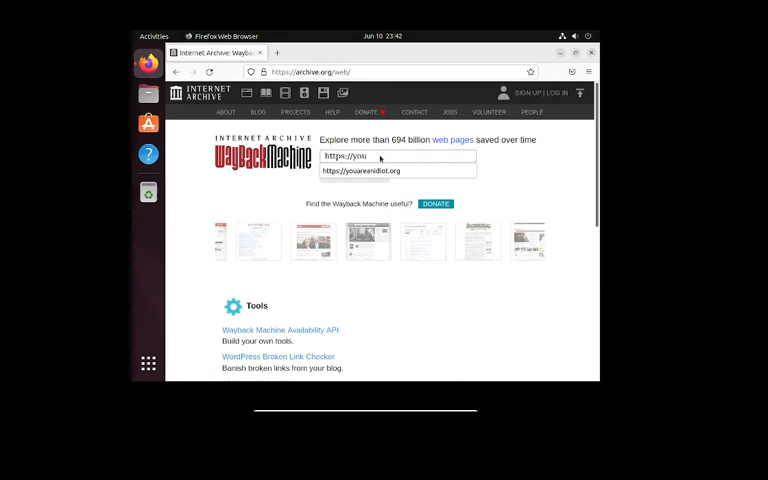 Activities
Firefox Web Browser
Jun 10 23:42
Internet Archive: Wayba
https://archive.org/web/
INTERNET
ARCHIVE
SIGN UP | LOG IN
ABOUT BLOG PROJECTS HELP DONATE CONTACT JOBS VOLUNTEER PEOPLE
INTERNET ARCHIVE
WayBackMachine
Explore more than 694 billion web pages saved over time
https://you
https://youareanidiot.org
Find the Wayback Machine useful? DONATE
Tools
Wayback Machine Availability API
Build your own tools.
WordPress Broken Link Checker
Banish broken links from your blog.